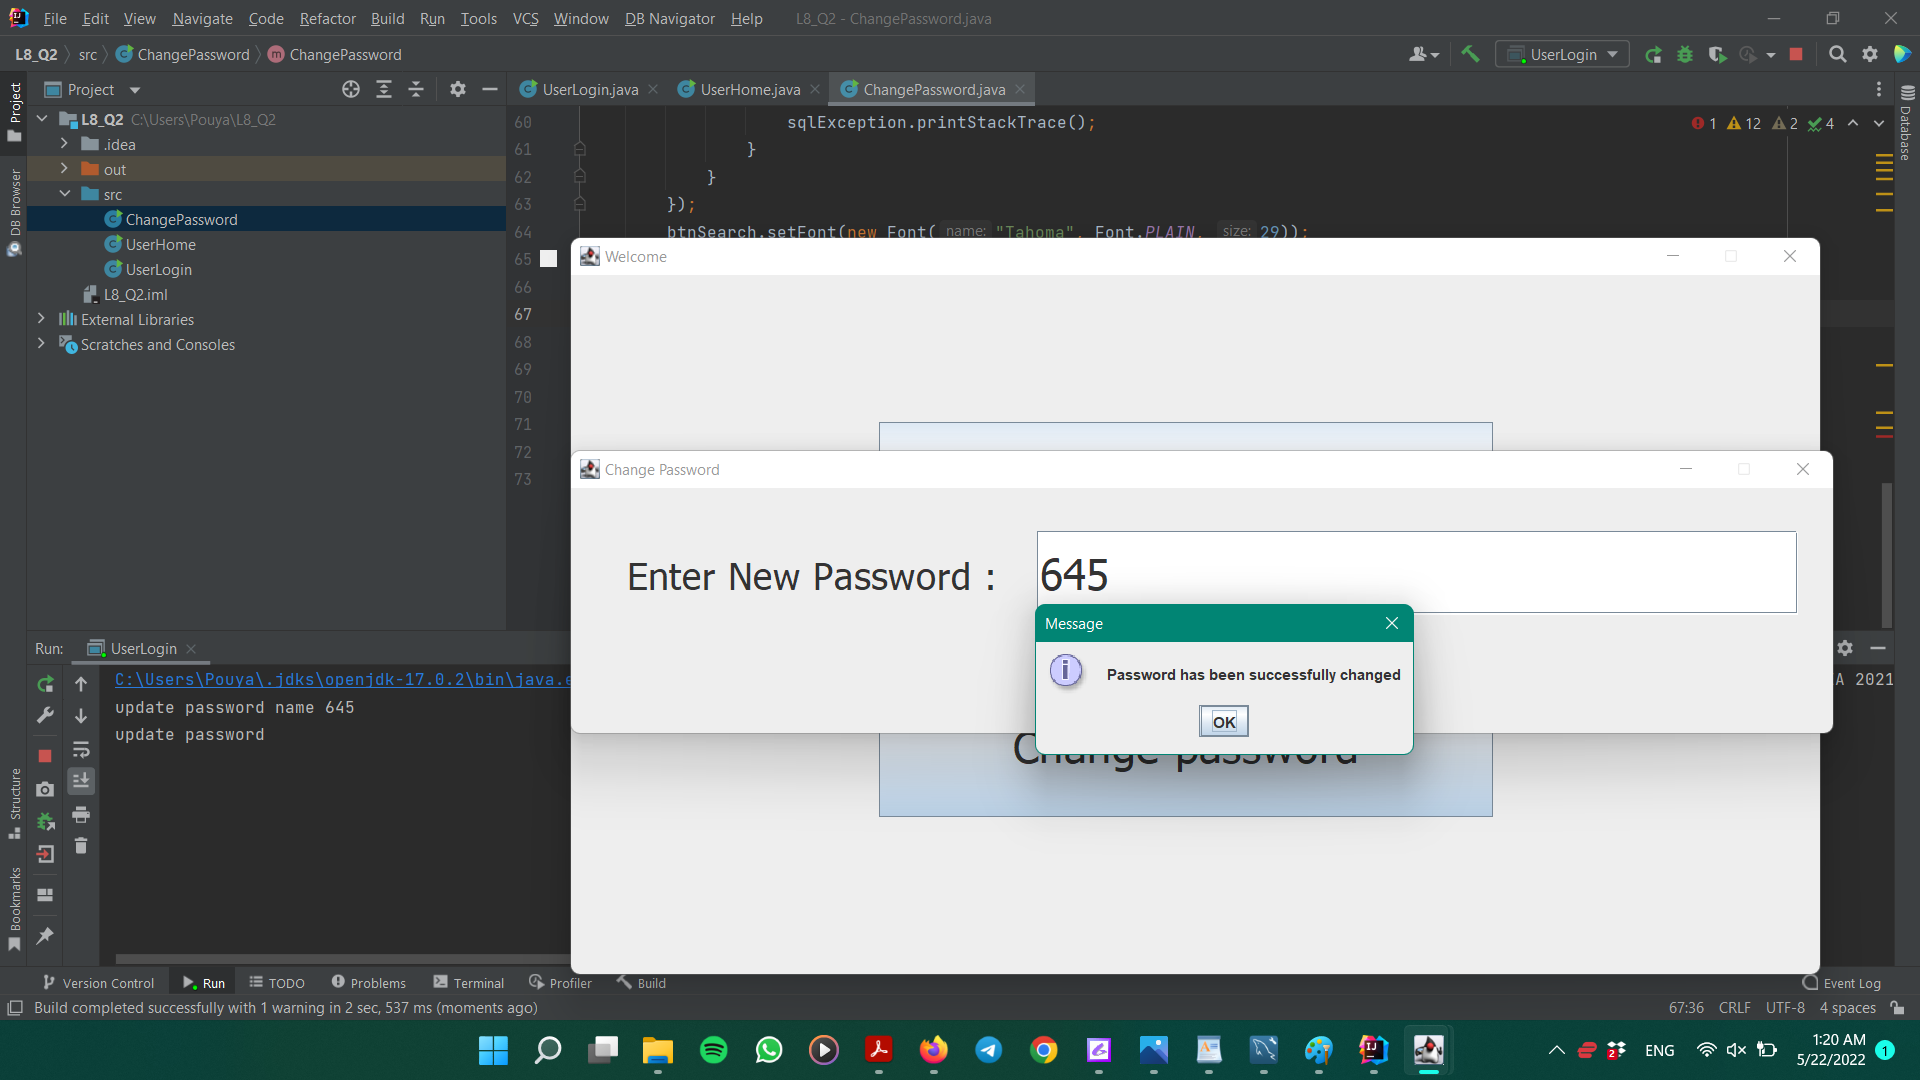 File Edit View Navigate Code Refactor Build Run Tools VCS Window DB Navigator Help L8_Q2 - ChangePassword.java
L8_Q2 src ChangePassword m ChangePassword
UserLogin
Project
UserLogin.java UserHome.java ChangePassword.java
L8_Q2 C:\Users\Pouya\L8_Q2
.idea
out
src
ChangePassword
UserHome
UserLogin
L8_Q2.iml
External Libraries
Scratches and Consoles
Project
DB Browser
Structure
Bookmarks
Database
60 sqlException.printStackTrace();
1 12 2 4
61 }
62 }
63 });
64 btnSearch.setFont(new Font( name: "Tahoma", Font.PLAIN, size: 29));
65
66
67
68
69
70
71
72
73
Welcome
Change Password
Enter New Password :
645
Message
Password has been successfully changed
OK
Change password
Run: UserLogin
C:\Users\Pouya\.jdks\openjdk-17.0.2\bin\java.e
A 2021
update password name 645
update password
Version Control Run TODO Problems Terminal Profiler Build Event Log
Build completed successfully with 1 warning in 2 sec, 537 ms (moments ago)
67:36 CRLF UTF-8 4 spaces
2
ENG
1:20 AM
5/22/2022
1